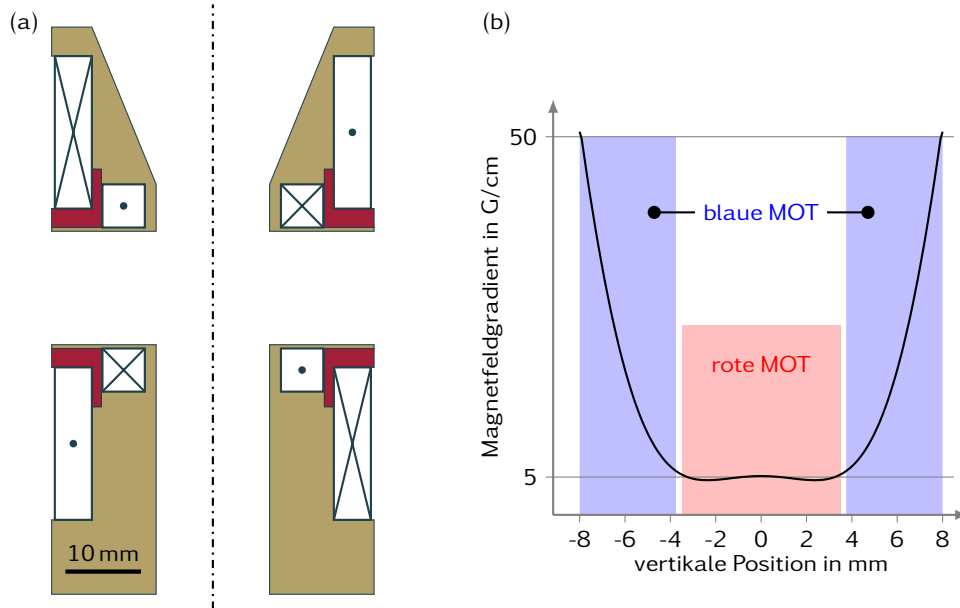 (a)
10 mm
(b)
Magnetfeldgradient in G/cm
50
5
blaue MOT
rote MOT
-8 -6 -4 -2 0 2 4 6 8
vertikale Position in mm